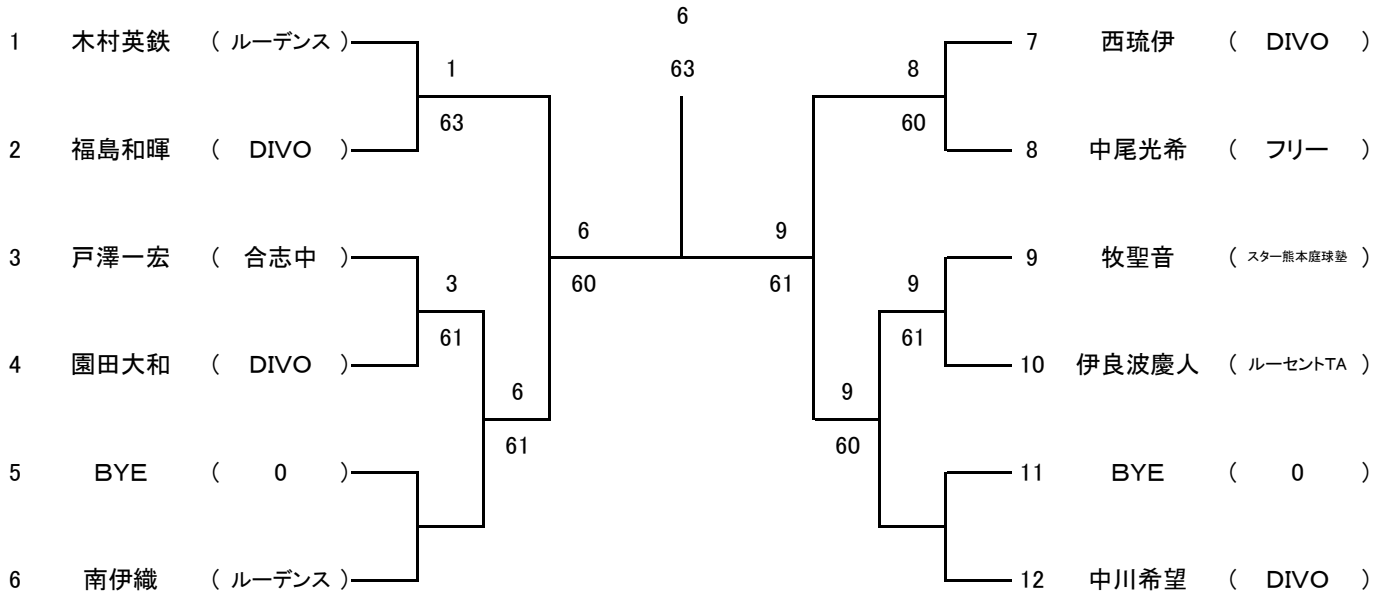 6
1 木村英鉄 ( ルーデンス ) 7 西琉伊 ( DIVO )
1 63 8
63 60
2 福島和暉 ( DIVO ) 8 中尾光希 ( フリー )
6 9
3 戸澤一宏 ( 合志中 ) 9 牧聖音 ( スター熊本庭球塾 )
3 60 61 9
61 61
4 園田大和 ( DIVO ) 10 伊良波慶人 ( ルーセントTA )
6 9
61 60
5 BYE ( 0 ) 11 BYE ( 0 )
6 南伊織 ( ルーデンス ) 12 中川希望 ( DIVO )